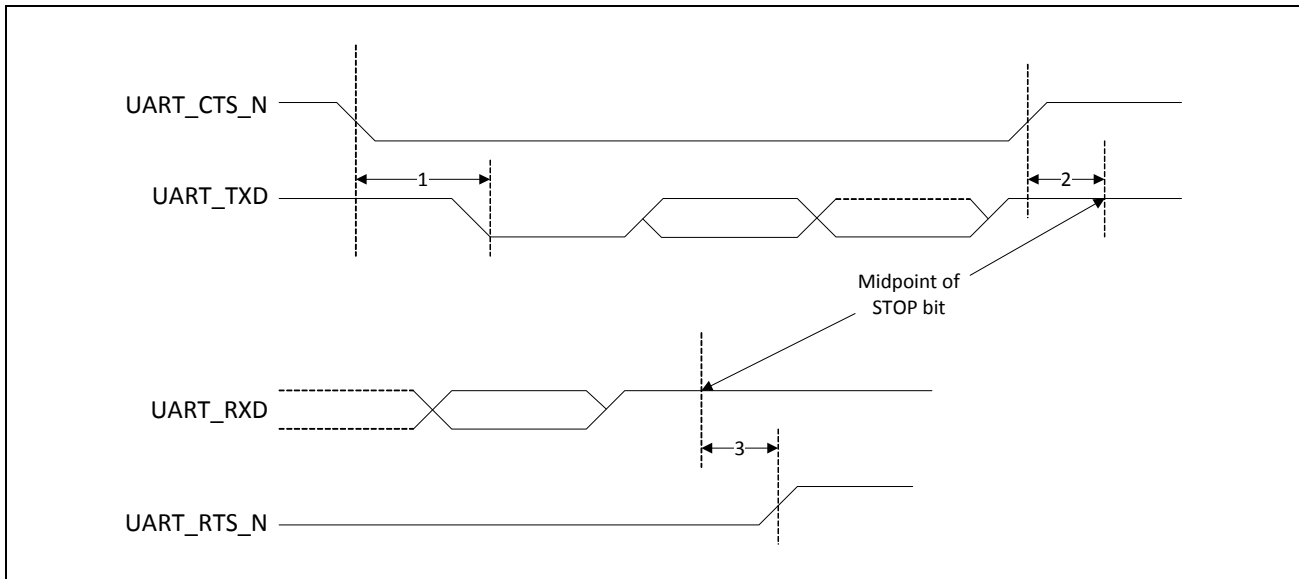 UART_CTS_N
1
UART_TXD
2
Midpoint of
STOP bit
UART_RXD
3
UART_RTS_N